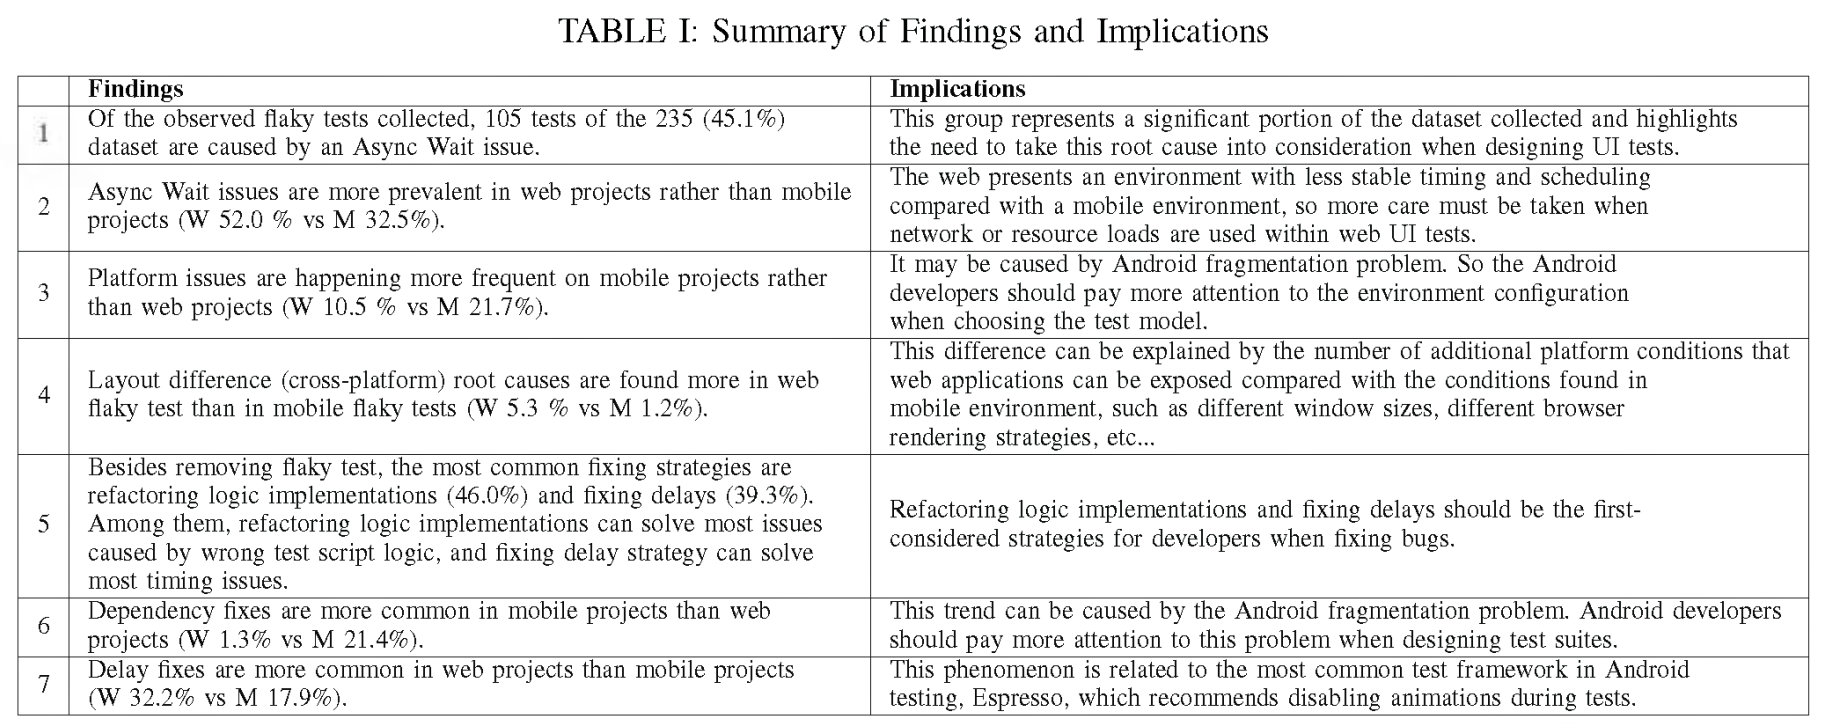 TABLE I: Summary of Findings and Implications
Findings
Implications
1
Of the observed flaky tests collected, 105 tests of the 235 (45.1%)
dataset are caused by an Async Wait issue.
This group represents a significant portion of the dataset collected and highlights
the need to take this root cause into consideration when designing UI tests.
2
Async Wait issues are more prevalent in web projects rather than mobile
projects (W 52.0 % vs M 32.5%).
The web presents an environment with less stable timing and scheduling
compared with a mobile environment, so more care must be taken when
network or resource loads are used within web UI tests.
3
Platform issues are happening more frequent on mobile projects rather
than web projects (W 10.5 % vs M 21.7%).
It may be caused by Android fragmentation problem. So the Android
developers should pay more attention to the environment configuration
when choosing the test model.
4
Layout difference (cross-platform) root causes are found more in web
flaky test than in mobile flaky tests (W 5.3 % vs M 1.2%).
This difference can be explained by the number of additional platform conditions that
web applications can be exposed compared with the conditions found in
mobile environment, such as different window sizes, different browser
rendering strategies, etc...
5
Besides removing flaky test, the most common fixing strategies are
refactoring logic implementations (46.0%) and fixing delays (39.3%).
Among them, refactoring logic implementations can solve most issues
caused by wrong test script logic, and fixing delay strategy can solve
most timing issues.
Refactoring logic implementations and fixing delays should be the first-
considered strategies for developers when fixing bugs.
6
Dependency fixes are more common in mobile projects than web
projects (W 1.3% vs M 21.4%).
This trend can be caused by the Android fragmentation problem. Android developers
should pay more attention to this problem when designing test suites.
7
Delay fixes are more common in web projects than mobile projects
(W 32.2% vs M 17.9%).
This phenomenon is related to the most common test framework in Android
testing, Espresso, which recommends disabling animations during tests.